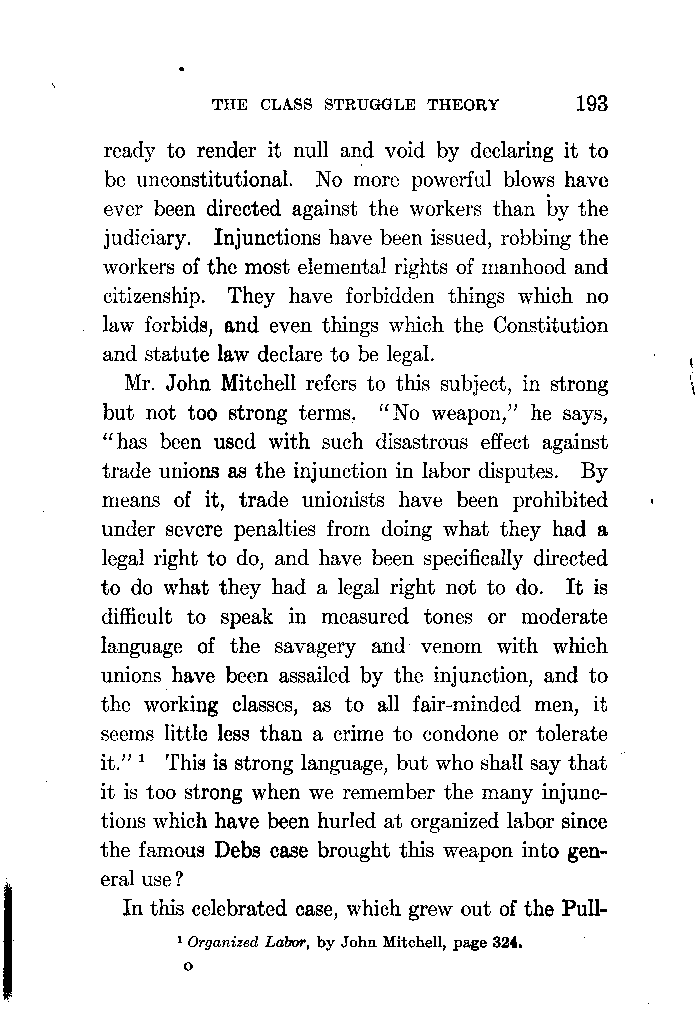 THE CLASS STRUGGLE THEORY 193
ready to render it null and void by declaring it to
be unconstitutional. No more powerful blows have
ever been directed against the workers than by the
judiciary. Injunctions have been issued, robbing the
workers of the most elemental rights of manhood and
citizenship. They have forbidden things which no
law forbids, and even things which the Constitution
and statute law declare to be legal.
Mr. John Mitchell refers to this subject, in strong
but not too strong terms. “No weapon,” he says,
“has been used with such disastrous effect against
trade unions as the injunction in labor disputes. By
means of it, trade unionists have been prohibited
under severe penalties from doing what they had a
legal right to do, and have been specifically directed
to do what they had a legal right not to do. It is
difficult to speak in measured tones or moderate
language of the savagery and venom with which
unions have been assailed by the injunction, and to
the working classes, as to all fair-minded men, it
seems little less than a crime to condone or tolerate
it.” ¹ This is strong language, but who shall say that
it is too strong when we remember the many injunc-
tions which have been hurled at organized labor since
the famous Debs case brought this weapon into gen-
eral use?
In this celebrated case, which grew out of the Pull-
¹ Organized Labor, by John Mitchell, page 324.
O